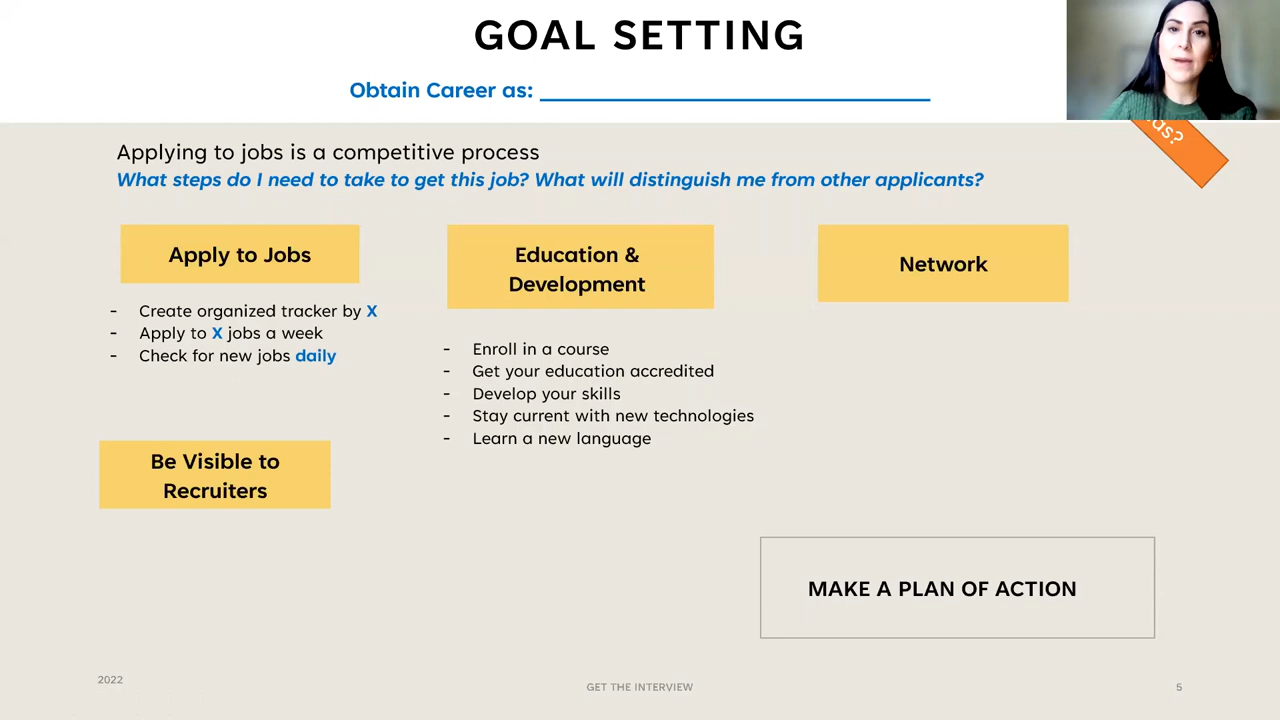 GOAL SETTING
Obtain Career as:
Applying to jobs is a competitive process
What steps do I need to take to get this job? What will distinguish me from other applicants?
Apply to Jobs
- Create organized tracker by X
- Apply to X jobs a week
- Check for new jobs daily
Be Visible to
Recruiters
Education &
Development
- Enroll in a course
- Get your education accredited
- Develop your skills
- Stay current with new technologies
- Learn a new language
Network
MAKE A PLAN OF ACTION
2022
GET THE INTERVIEW
5